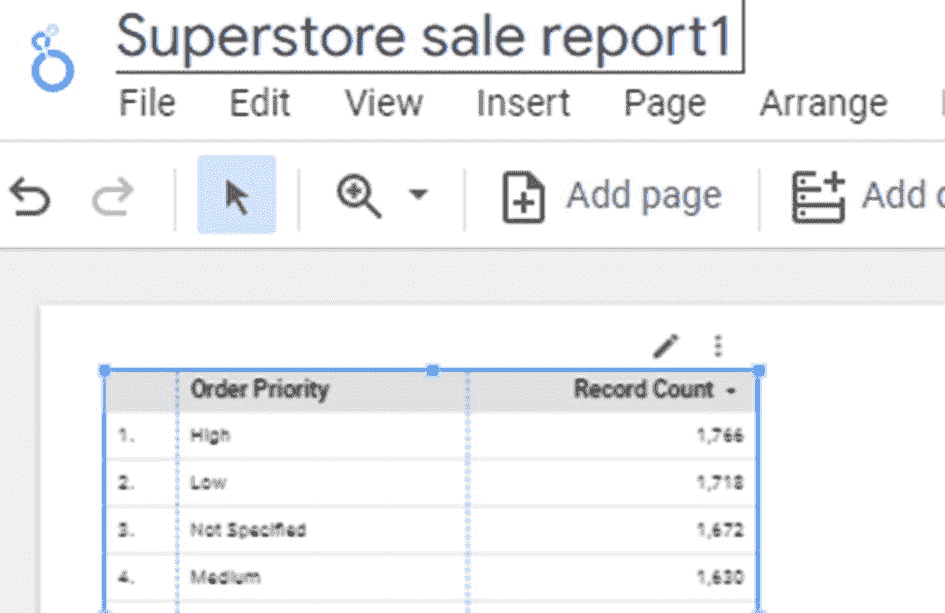 Superstore sale report1
File Edit View Insert Page Arrange
Add page Add
Order Priority Record Count
1. High 1,766
2. Low 1,718
3. Not Specified 1,672
4. Medium 1,630